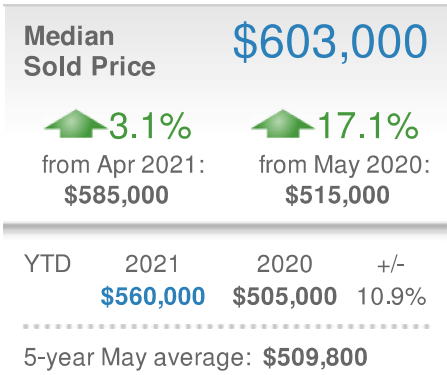 Median
Sold Price
$603,000
3.1%
from Apr 2021:
$585,000
17.1%
from May 2020:
$515,000
YTD 2021 2020 +/-
$560,000 $505,000 10.9%
5-year May average: $509,800